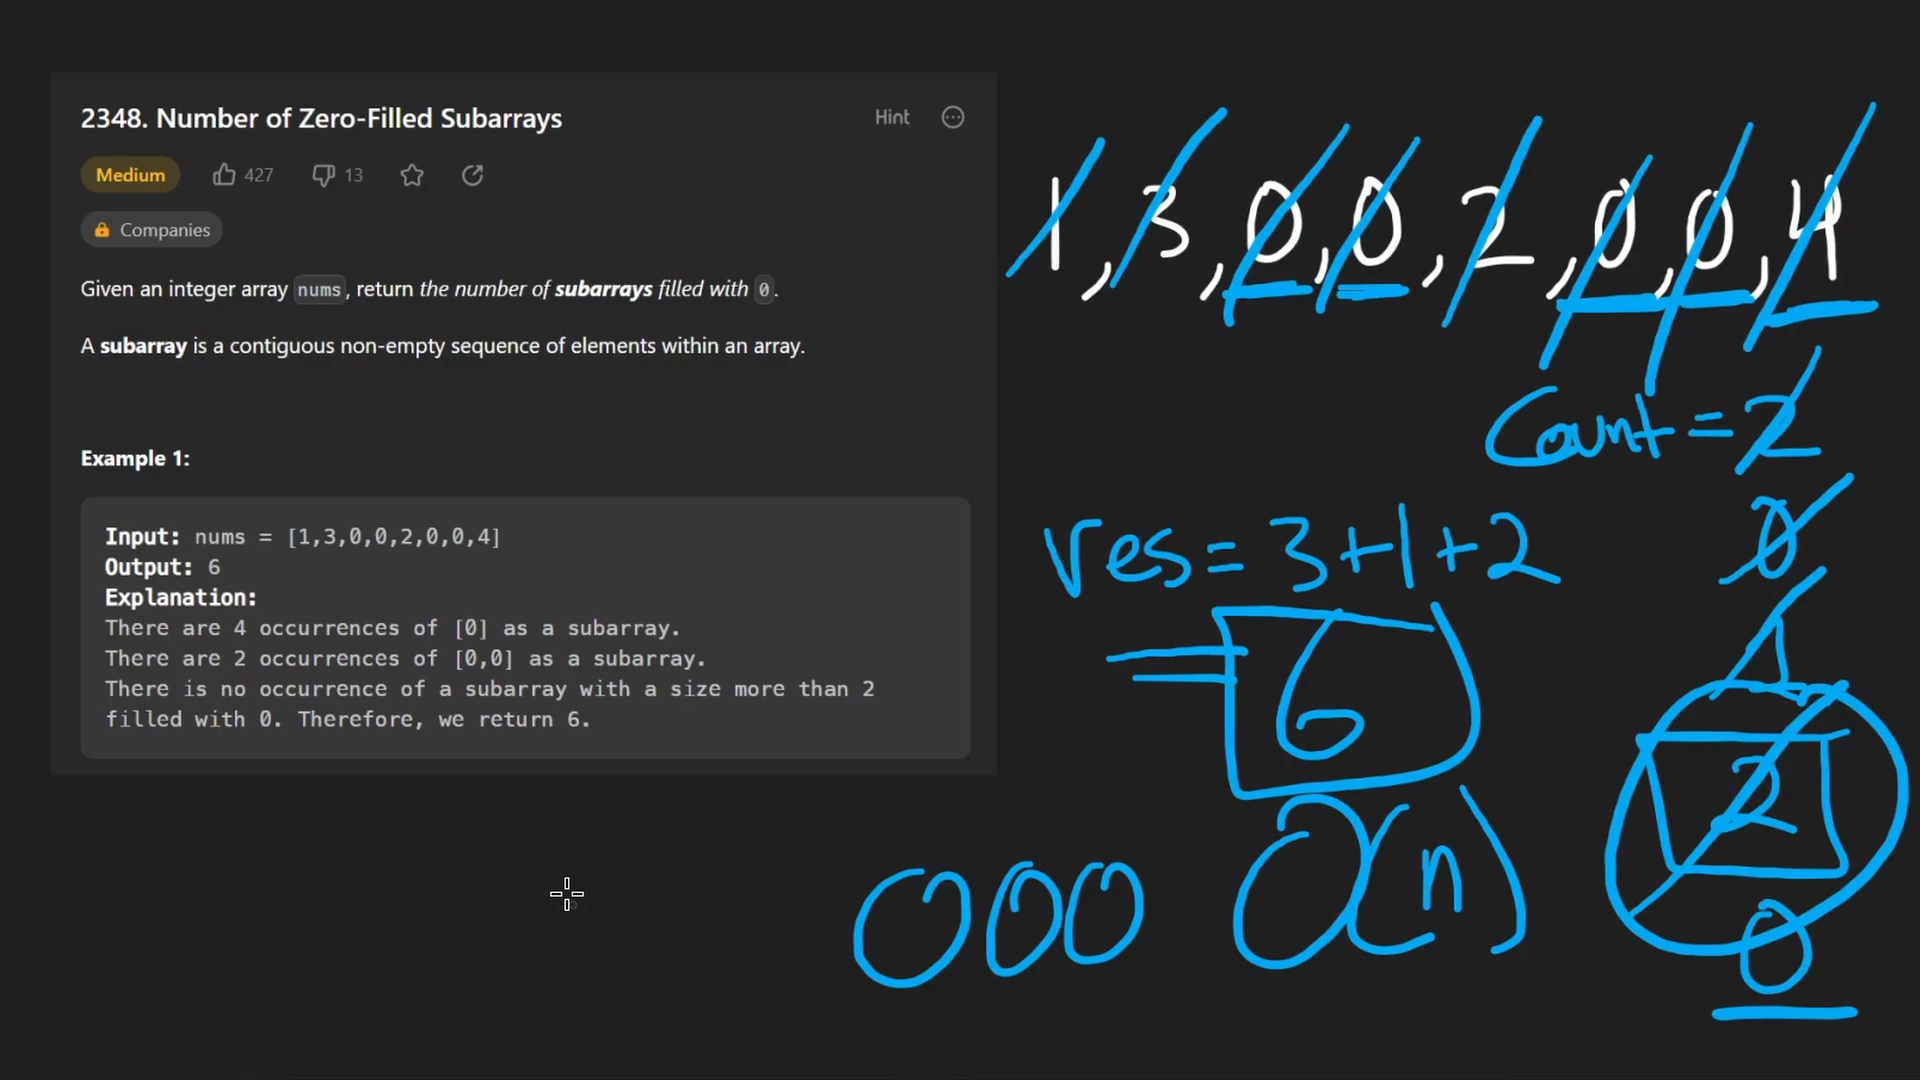 2348. Number of Zero-Filled Subarrays
Hint
Medium
427
13
Companies
Given an integer array nums, return the number of subarrays filled with 0.
A subarray is a contiguous non-empty sequence of elements within an array.
Example 1:
Input: nums = [1,3,0,0,2,0,0,4]
Output: 6
Explanation:
There are 4 occurrences of [0] as a subarray.
There are 2 occurrences of [0,0] as a subarray.
There is no occurrence of a subarray with a size more than 2
filled with 0. Therefore, we return 6.
1,3,0,0,2,0,0,4
Count = 2
0
1
2
0
res = 3+1+2
= 6
000
O(n)